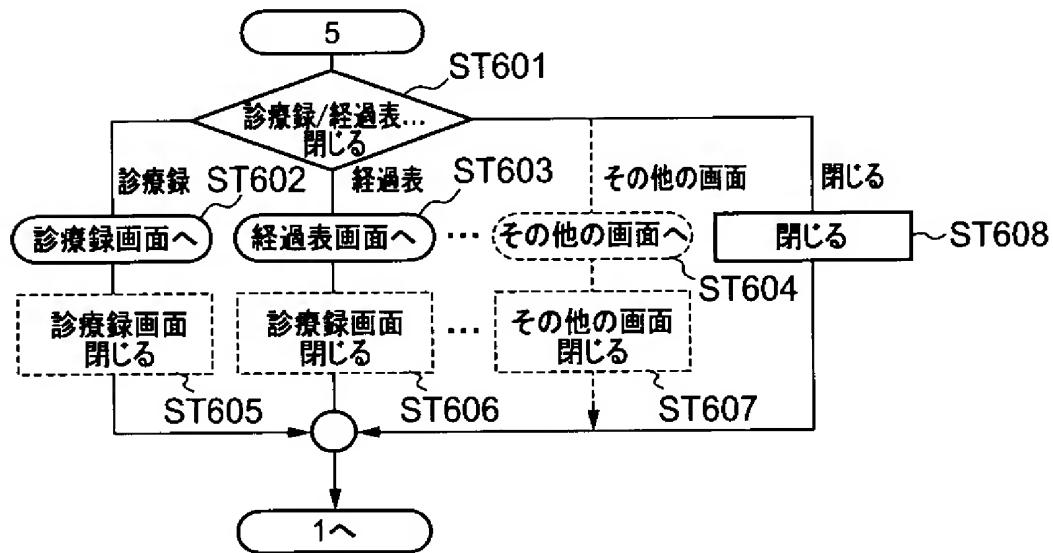 5
ST601
診療録/経過表…
閉じる
診療録
ST602
経過表
ST603
その他の画面
閉じる
診療録画面へ
経過表画面へ
…
その他の画面へ
閉じる
ST608
ST604
診療録画面
閉じる
診療録画面
閉じる
…
その他の画面
閉じる
ST605
ST606
ST607
1へ